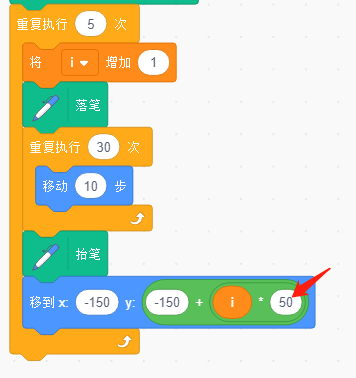 重复执行 5 次
将 i 增加 1
落笔
重复执行 30 次
移动 10 步
抬笔
移到 x: -150 y: -150 + i * 50